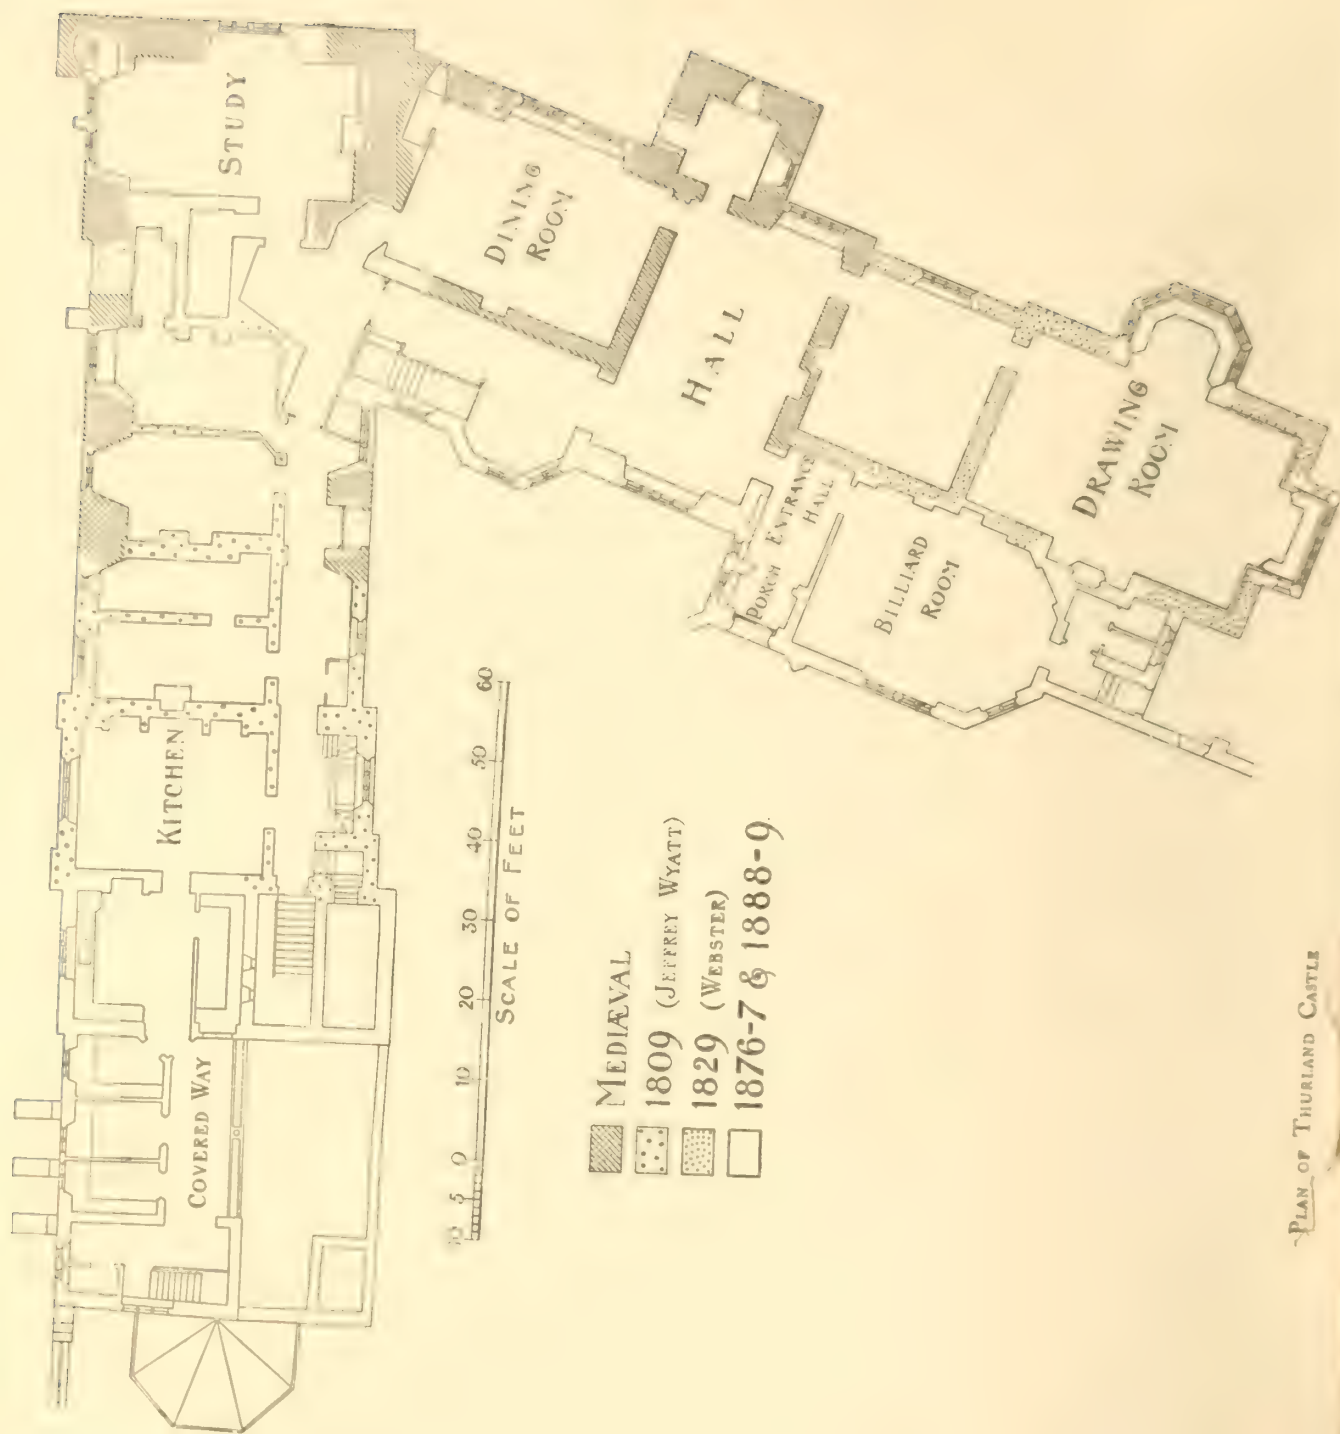 STUDY
DINING
ROOM
HALL
DRAWING
ROOM
ENTRANCE
HALL
PORCH
BILLIARD
ROOM
KITCHEN
COVERED WAY
10 5 0 10 20 30 40 50 60
SCALE OF FEET
MEDIÆVAL
1809 (JEFFREY WYATT)
1829 (WEBSTER)
1876-7 & 1888-9.
PLAN OF THURLAND CASTLE